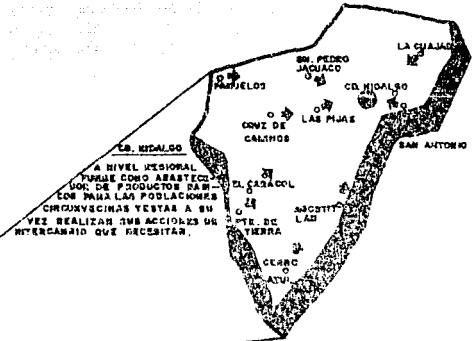 LA CUAJADA
SN. PEDRO
JACUACO
PAÑUELOS
CD. HIDALGO
CRUZ DE
CAMINOS
LAS PIJAS
SAN ANTONIO
CD. HIDALGO
A NIVEL REGIONAL
FUNGE COMO ABASTECE-
DOR DE PRODUCTOS BASI-
COS PARA LAS POBLACIONES
CIRCUNVECINAS Y ESTAS A SU
VEZ REALIZAN SUS ACCIONES DE
INTERCAMBIO QUE NECESITAN.
EL CARACOL
PTE. DE
TIERRA
CERRO
AZUL